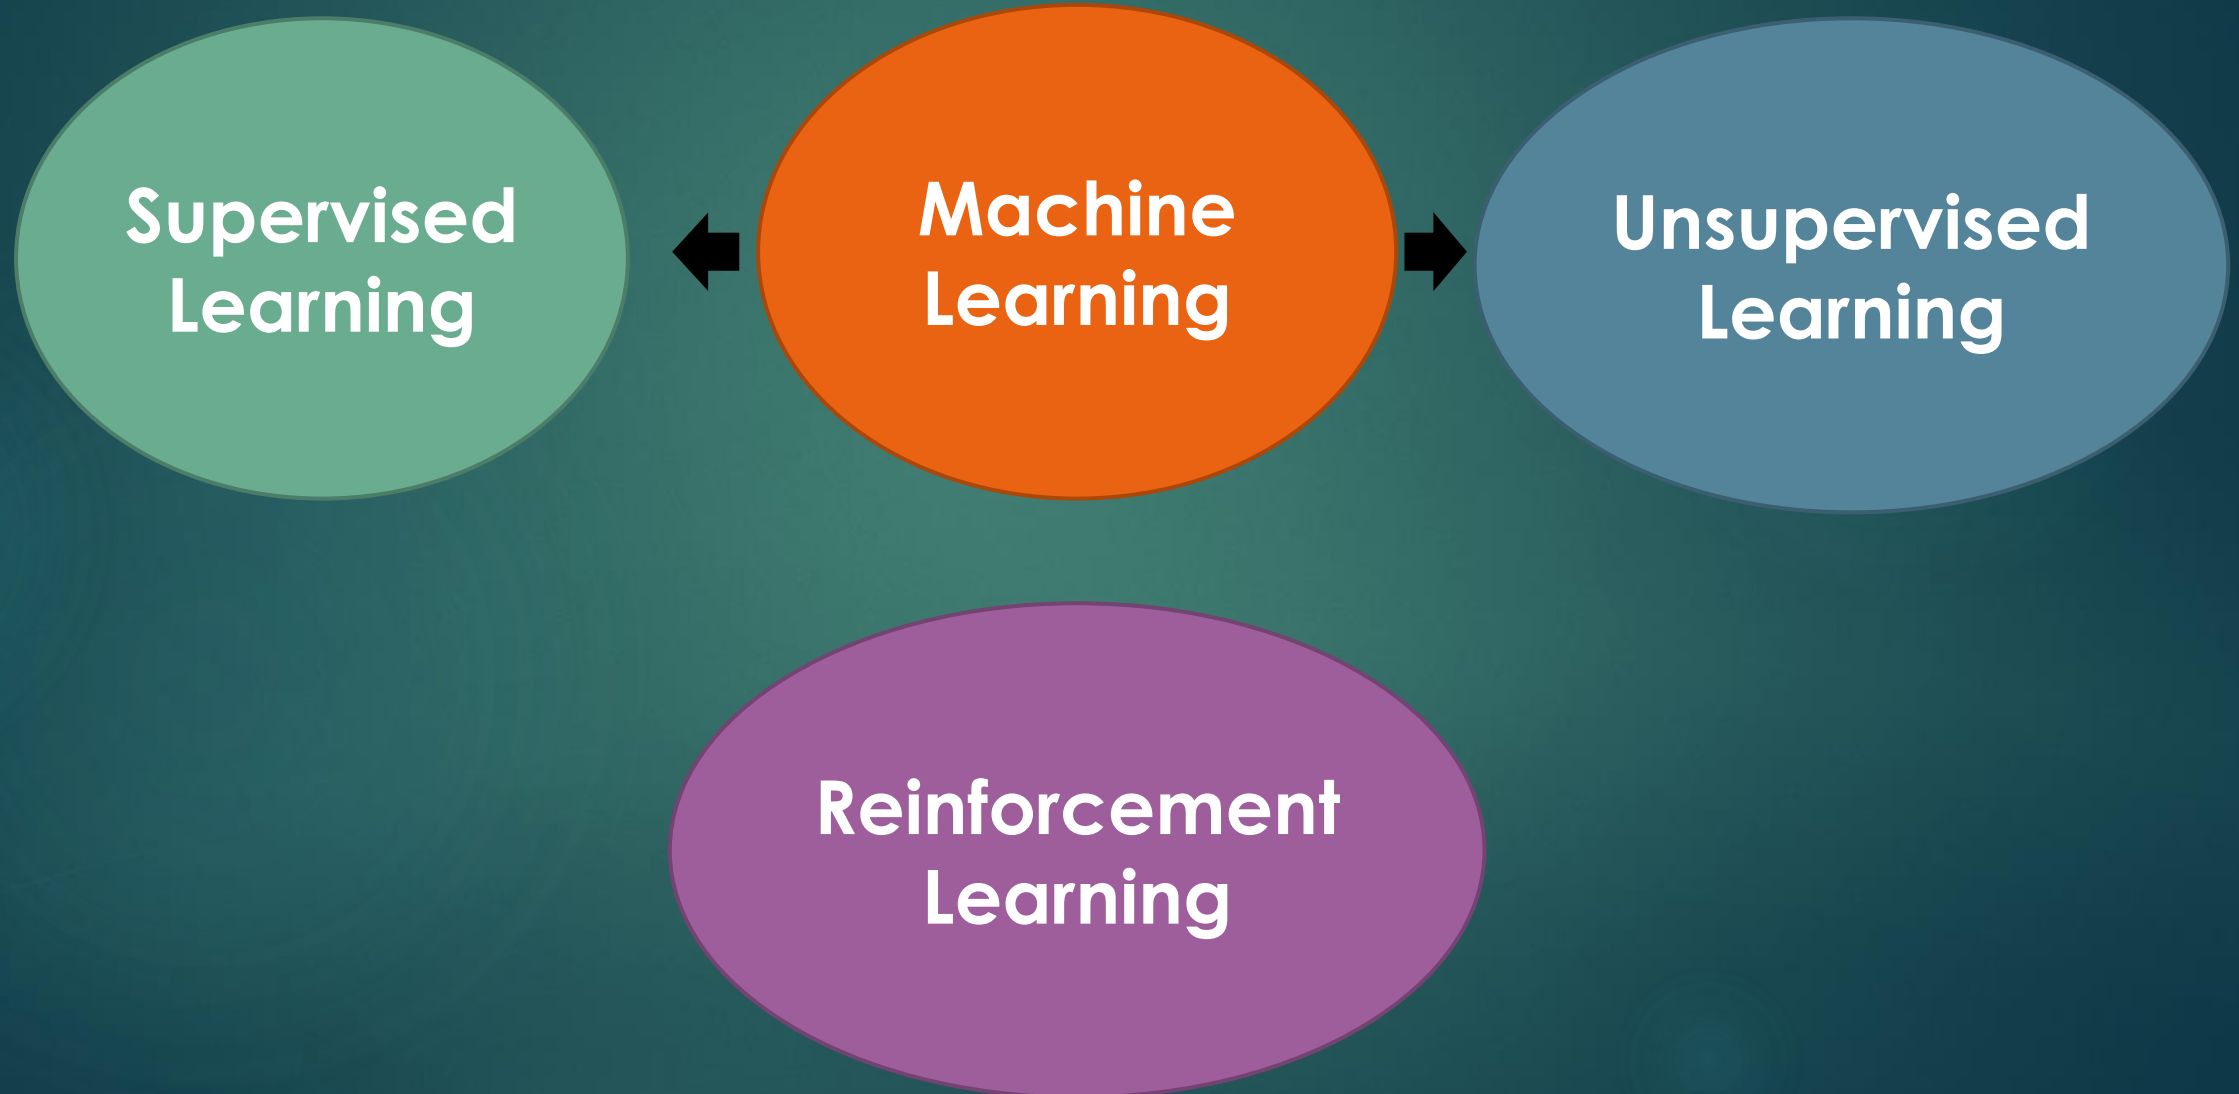 Supervised
Learning
Machine
Learning
Unsupervised
Learning
Reinforcement
Learning